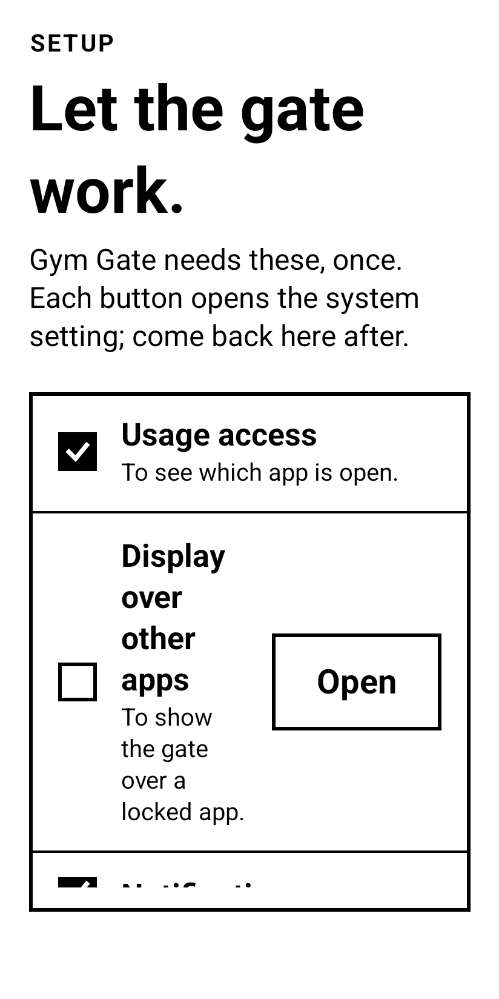 SETUP
Let the gate
work.
Gym Gate needs these, once.
Each button opens the system
setting; come back here after.
Usage access
To see which app is open.
Display
over
other
apps
To show
the gate
over a
locked app.
Open